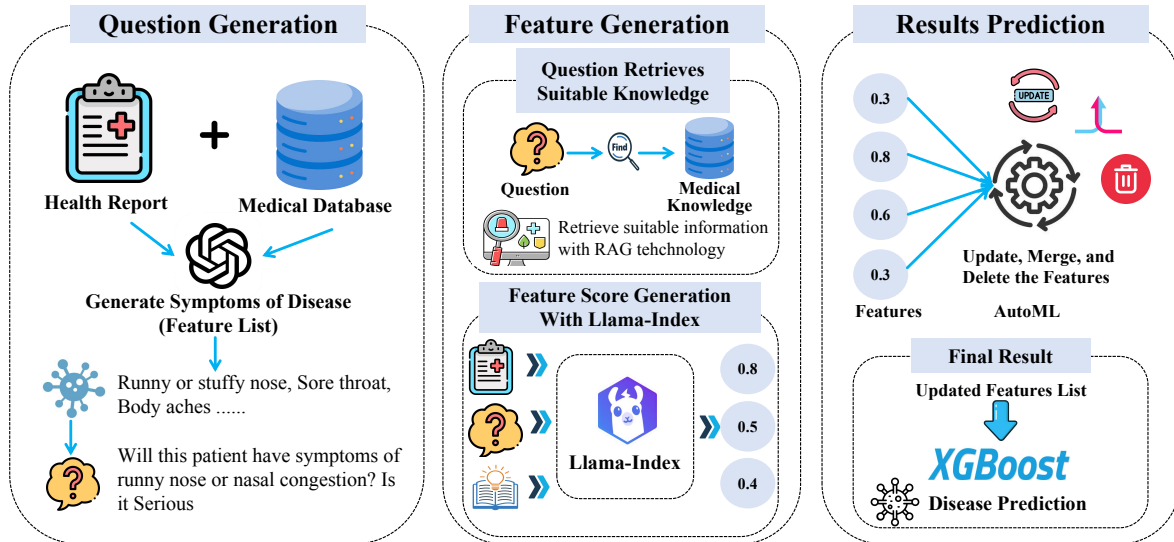 Question Generation
Health Report
Medical Database
Generate Symptoms of Disease
(Feature List)
Runny or stuffy nose, Sore throat,
Body aches ......
Will this patient have symptoms of
runny nose or nasal congestion? Is
it Serious
Feature Generation
Question Retrieves
Suitable Knowledge
Find
Question
Medical
Knowledge
Retrieve suitable information
with RAG tehchnology
Feature Score Generation
With Llama-Index
Llama-Index
0.8
0.5
0.4
Results Prediction
0.3
0.8
0.6
0.3
Features
UPDATE
Update, Merge, and
Delete the Features
AutoML
Final Result
Updated Features List
XGBoost
Disease Prediction